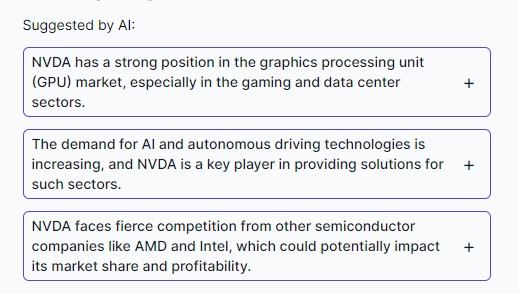 Suggested by AI:
NVDA has a strong position in the graphics processing unit
(GPU) market, especially in the gaming and data center
sectors.
+
The demand for AI and autonomous driving technologies is
increasing, and NVDA is a key player in providing solutions for
such sectors.
+
NVDA faces fierce competition from other semiconductor
companies like AMD and Intel, which could potentially impact
its market share and profitability.
+